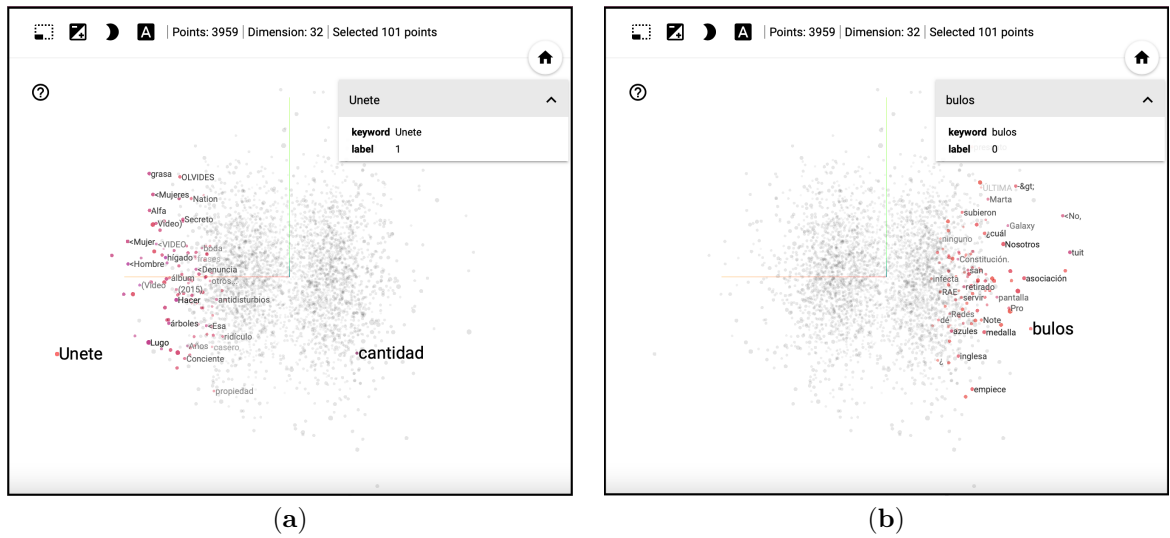 Points: 3959 | Dimension: 32 | Selected 101 points
Unete
keyword Unete
label 1
grasa
OLVIDES
<Mujeres
Nation
Alfa
Video)
Secreto
<Mujer
<VIDEO
boda
hígado
frases
<Hombre
<Denuncia
álbum
otros..
(Video
(2015)
Hacer
antidisturbios
árboles
<Esa
ridículo
Lugo
Años
casero
Conciente
Unete
cantidad
propiedad
(a)
Points: 3959 | Dimension: 32 | Selected 101 points
bulos
keyword bulos
label 0
ÚLTIMA
-&gt;
Marta
subieron
<No,
Galaxy
¿cuál
ninguno
Nosotros
tuit
Constitución.
san
infecta
retirado
asociación
RAE
servir
pantalla
Pro
Redes
dé
Note
bulos
azules
medalla
¿
inglesa
empiece
(b)